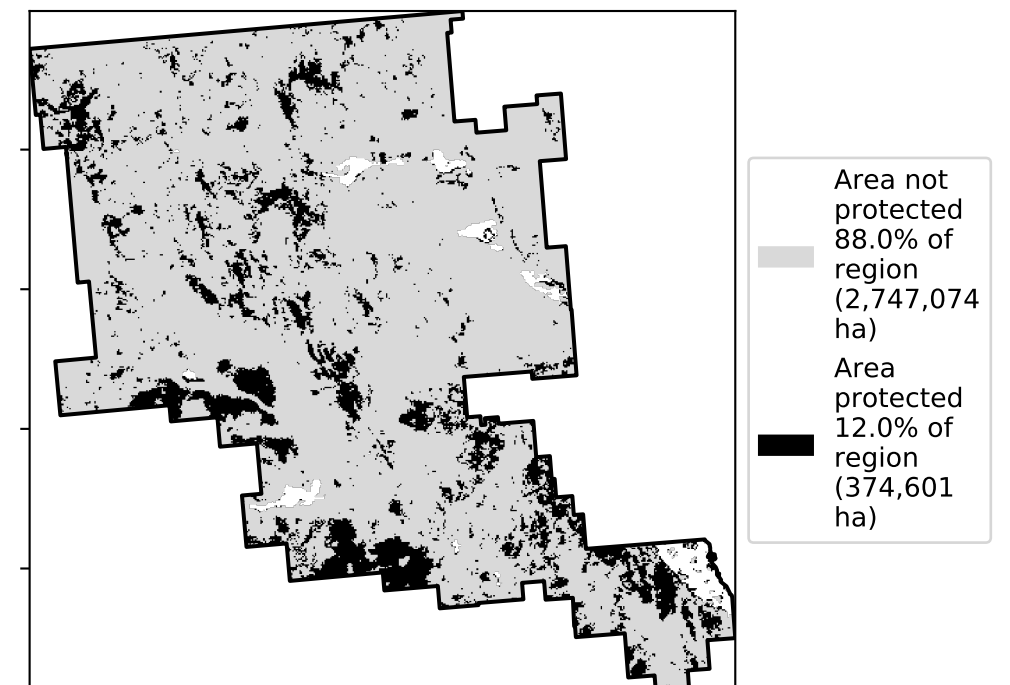 Area not
protected
88.0% of
region
(2,747,074
ha)
Area
protected
12.0% of
region
(374,601
ha)